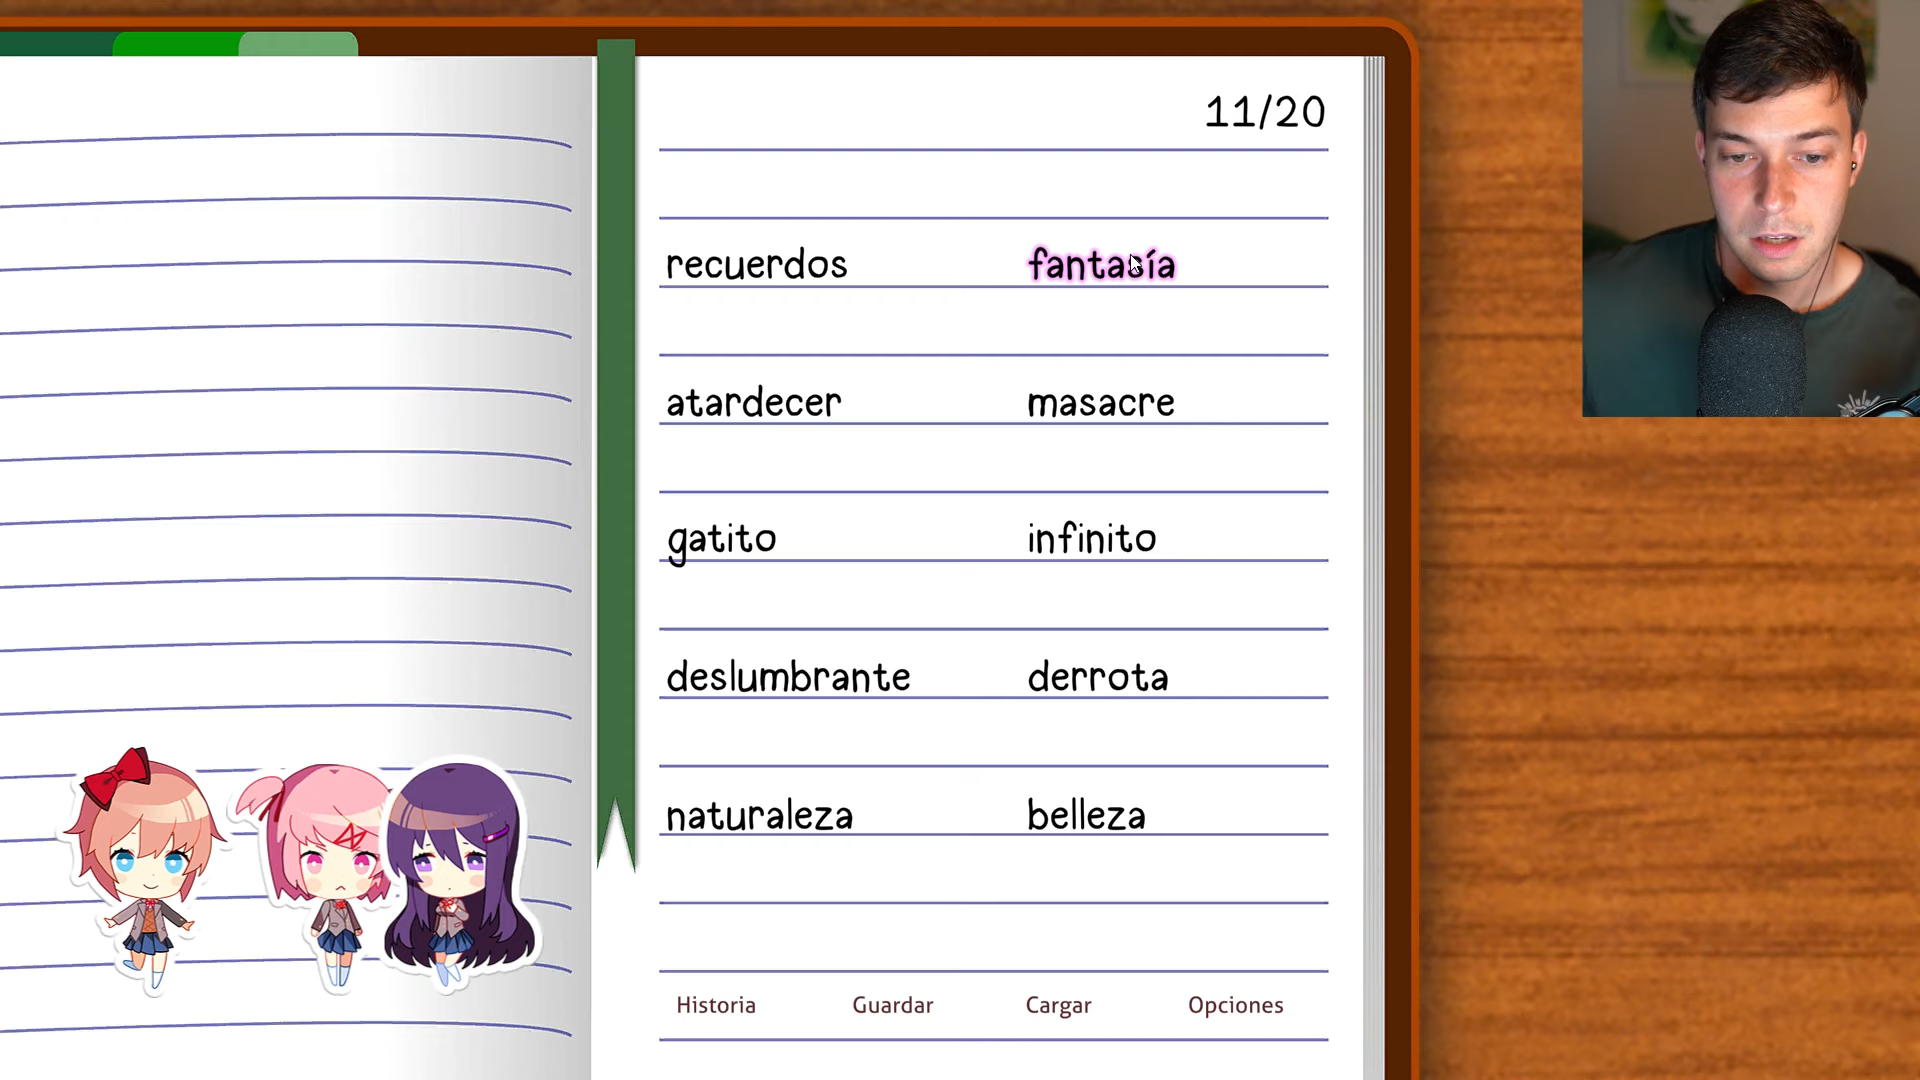 11/20
recuerdos fantasía
atardecer masacre
gatito infinito
deslumbrante derrota
naturaleza belleza
Historia Guardar Cargar Opciones